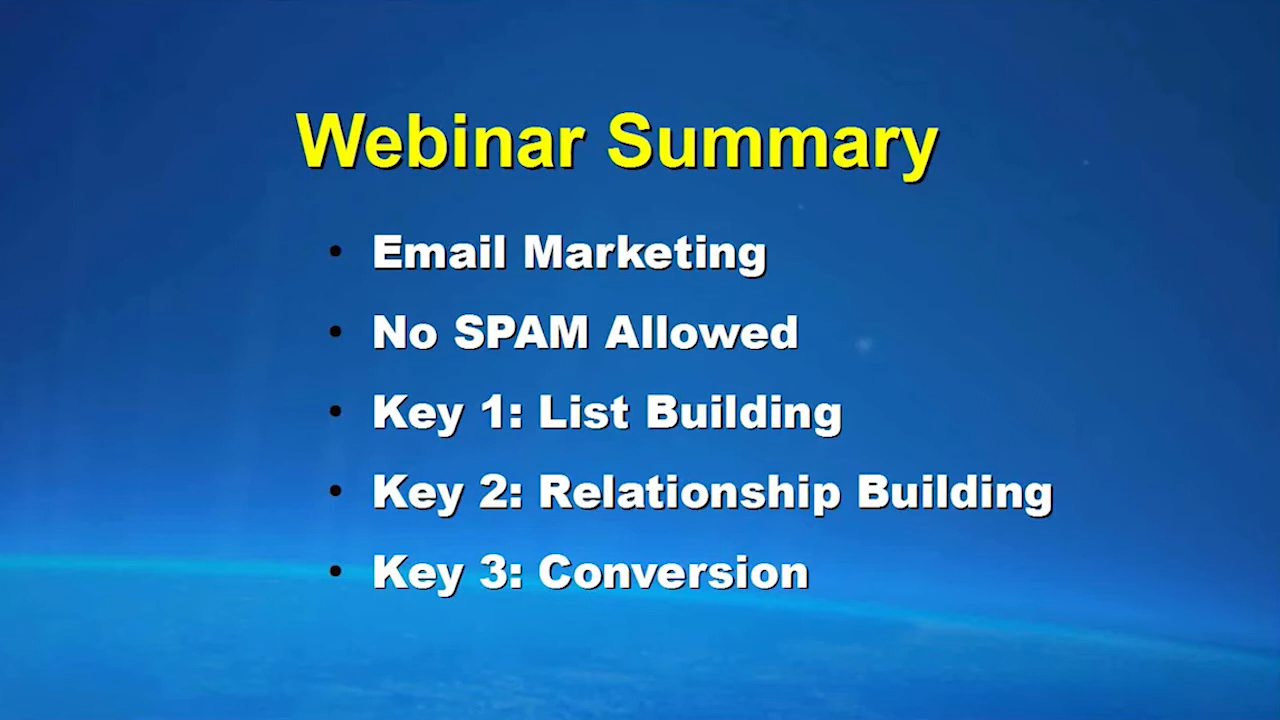 Webinar Summary
• Email Marketing
• No SPAM Allowed
• Key 1: List Building
• Key 2: Relationship Building
• Key 3: Conversion